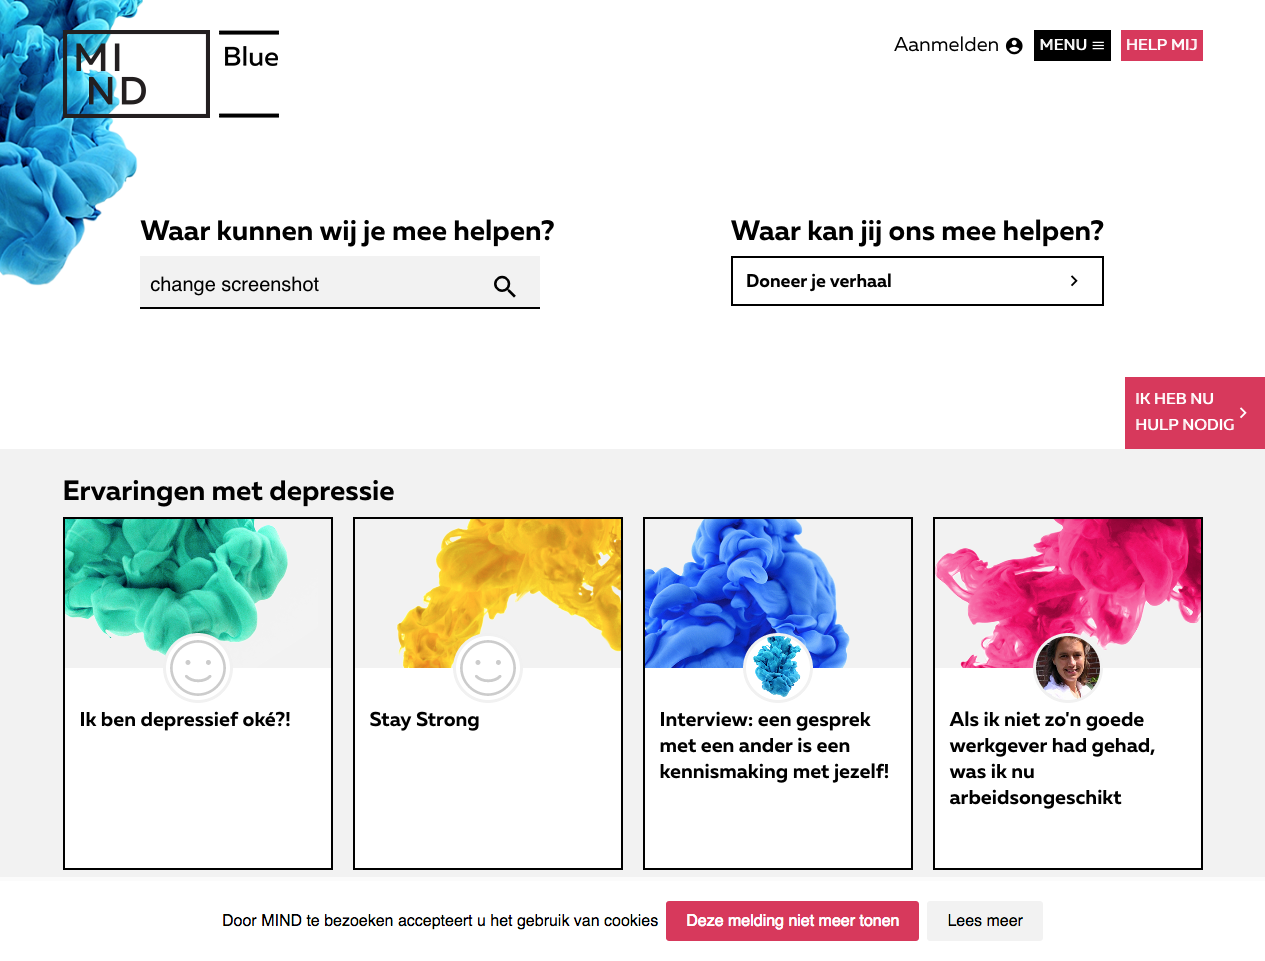 MI
ND
Blue
Aanmelden
MENU
HELP MIJ
Waar kunnen wij je mee helpen?
change screenshot
Waar kan jij ons mee helpen?
Doneer je verhaal
IK HEB NU
HULP NODIG
Ervaringen met depressie
Ik ben depressief oké?!
Stay Strong
Interview: een gesprek
met een ander is een
kennismaking met jezelf!
Als ik niet zo'n goede
werkgever had gehad,
was ik nu
arbeidsongeschikt
Door MIND te bezoeken accepteert u het gebruik van cookies
Deze melding niet meer tonen
Lees meer